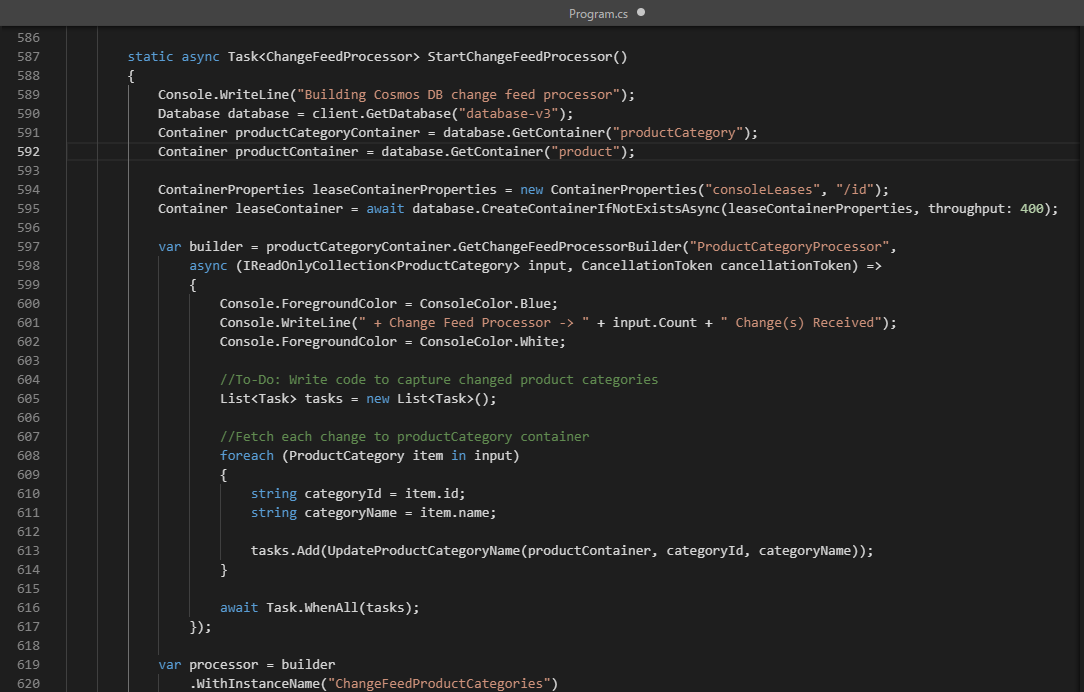 Program.cs
586
587 static async Task<ChangeFeedProcessor> StartChangeFeedProcessor()
588 {
589 Console.WriteLine("Building Cosmos DB change feed processor");
590 Database database = client.GetDatabase("database-v3");
591 Container productCategoryContainer = database.GetContainer("productCategory");
592 Container productContainer = database.GetContainer("product");
593
594 ContainerProperties leaseContainerProperties = new ContainerProperties("consoleLeases", "/id");
595 Container leaseContainer = await database.CreateContainerIfNotExistsAsync(leaseContainerProperties, throughput: 400);
596
597 var builder = productCategoryContainer.GetChangeFeedProcessorBuilder("ProductCategoryProcessor",
598 async (IReadOnlyCollection<ProductCategory> input, CancellationToken cancellationToken) =>
599 {
600 Console.ForegroundColor = ConsoleColor.Blue;
601 Console.WriteLine(" + Change Feed Processor -> " + input.Count + " Change(s) Received");
602 Console.ForegroundColor = ConsoleColor.White;
603
604 //To-Do: Write code to capture changed product categories
605 List<Task> tasks = new List<Task>();
606
607 //Fetch each change to productCategory container
608 foreach (ProductCategory item in input)
609 {
610 string categoryId = item.id;
611 string categoryName = item.name;
612
613 tasks.Add(UpdateProductCategoryName(productContainer, categoryId, categoryName));
614 }
615
616 await Task.WhenAll(tasks);
617 });
618
619 var processor = builder
620 .WithInstanceName("ChangeFeedProductCategories")